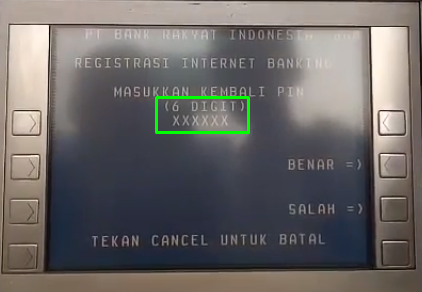 PT BANK RAKYAT INDONESIA
REGISTRASI INTERNET BANKING
MASUKKAN KEMBALI PIN
(6 DIGIT)
XXXXXX
BENAR =)
SALAH =)
TEKAN CANCEL UNTUK BATAL